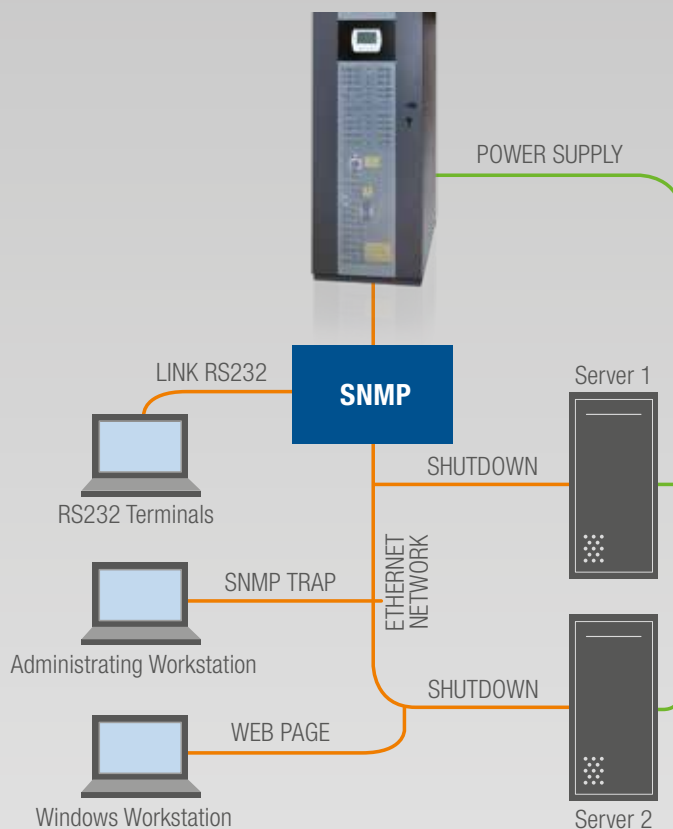 POWER SUPPLY
LINK RS232
SNMP
Server 1
SHUTDOWN
RS232 Terminals
ETHERNET
NETWORK
SNMP TRAP
Administrating Workstation
SHUTDOWN
WEB PAGE
Windows Workstation
Server 2